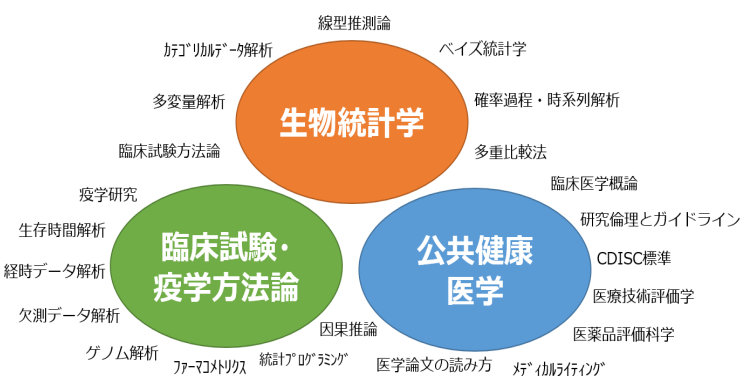 線型推測論
ｶﾃｺﾞﾘｶﾙﾃﾞｰﾀ解析
ベイズ統計学
多変量解析
生物統計学
確率過程・時系列解析
臨床試験方法論
多重比較法
疫学研究
臨床医学概論
生存時間解析
研究倫理とガイドライン
臨床試験・
疫学方法論
公共健康
医学
経時データ解析
CDISC標準
医療技術評価学
欠測データ解析
因果推論
医薬品評価科学
ゲノム解析
ﾌｧｰﾏｺﾒﾄﾘｸｽ
統計ﾌﾟﾛｸﾞﾗﾐﾝｸﾞ
医学論文の読み方
ﾒﾃﾞｨｶﾙﾗｲﾃｨﾝｸﾞ